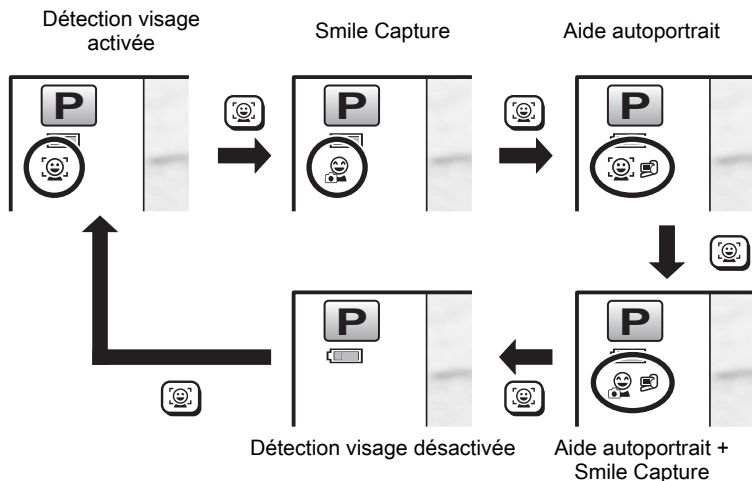 Détection visage
activée
Smile Capture
Aide autoportrait
P
P
P
P
P
Détection visage désactivée
Aide autoportrait +
Smile Capture